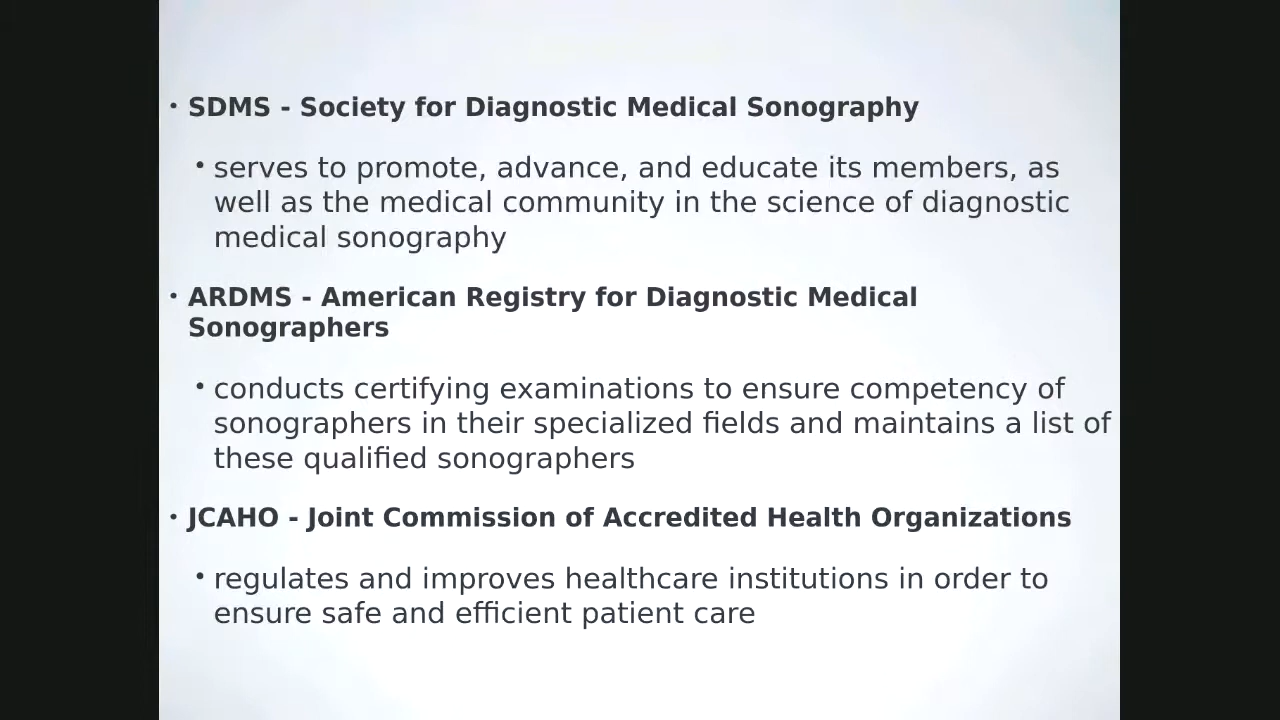 • SDMS - Society for Diagnostic Medical Sonography
• serves to promote, advance, and educate its members, as
well as the medical community in the science of diagnostic
medical sonography
• ARDMS - American Registry for Diagnostic Medical
Sonographers
• conducts certifying examinations to ensure competency of
sonographers in their specialized fields and maintains a list of
these qualified sonographers
• JCAHO - Joint Commission of Accredited Health Organizations
• regulates and improves healthcare institutions in order to
ensure safe and efficient patient care